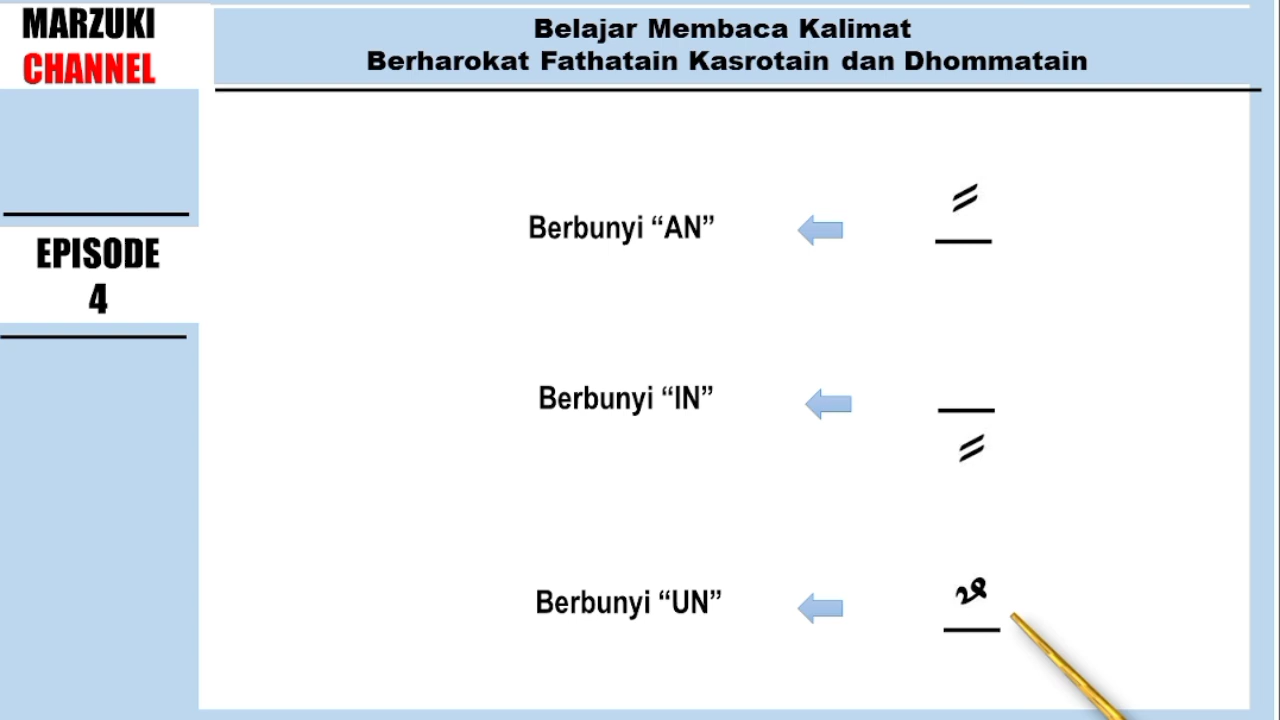 MARZUKI
CHANNEL
Belajar Membaca Kalimat
Berharokat Fathatain Kasrotain dan Dhommatain
EPISODE
4
Berbunyi “AN” ـً
Berbunyi “IN” ـٍ
Berbunyi “UN” ـٌ